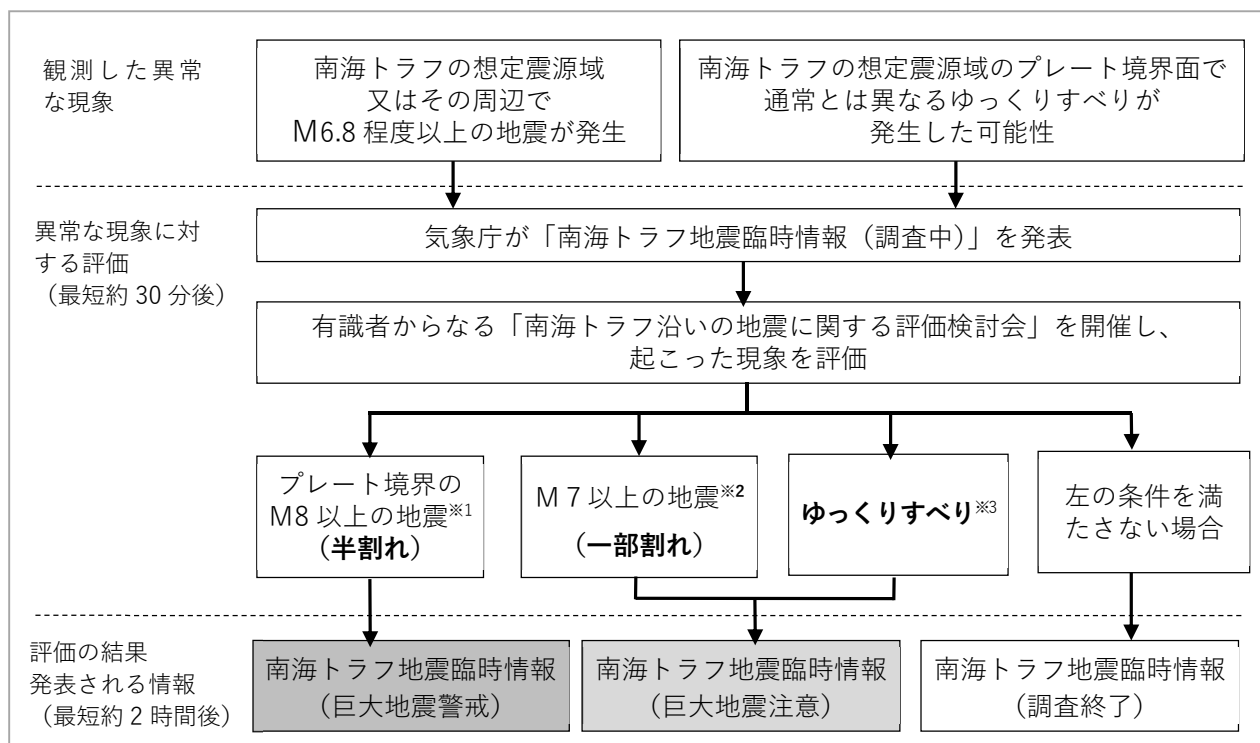 観測した異常
な現象
南海トラフの想定震源域
又はその周辺で
M6.8 程度以上の地震が発生
南海トラフの想定震源域のプレート境界面で
通常とは異なるゆっくりすべりが
発生した可能性
異常な現象に対
する評価
（最短約 30 分後）
気象庁が「南海トラフ地震臨時情報（調査中）」を発表
有識者からなる「南海トラフ沿いの地震に関する評価検討会」を開催し、
起こった現象を評価
プレート境界の
M8 以上の地震※1
（半割れ）
M 7 以上の地震※2
（一部割れ）
ゆっくりすべり※3
左の条件を満
たさない場合
評価の結果
発表される情報
（最短約 2 時間後）
南海トラフ地震臨時情報
（巨大地震警戒）
南海トラフ地震臨時情報
（巨大地震注意）
南海トラフ地震臨時情報
（調査終了）